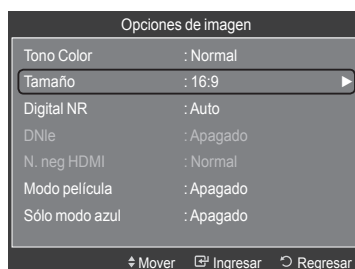 Opciones de imagen
Tono Color : Normal
Tamaño : 16:9
Digital NR : Auto
DNIe : Apagado
N. neg HDMI : Normal
Modo película : Apagado
Sólo modo azul : Apagado
Mover Ingresar Regresar